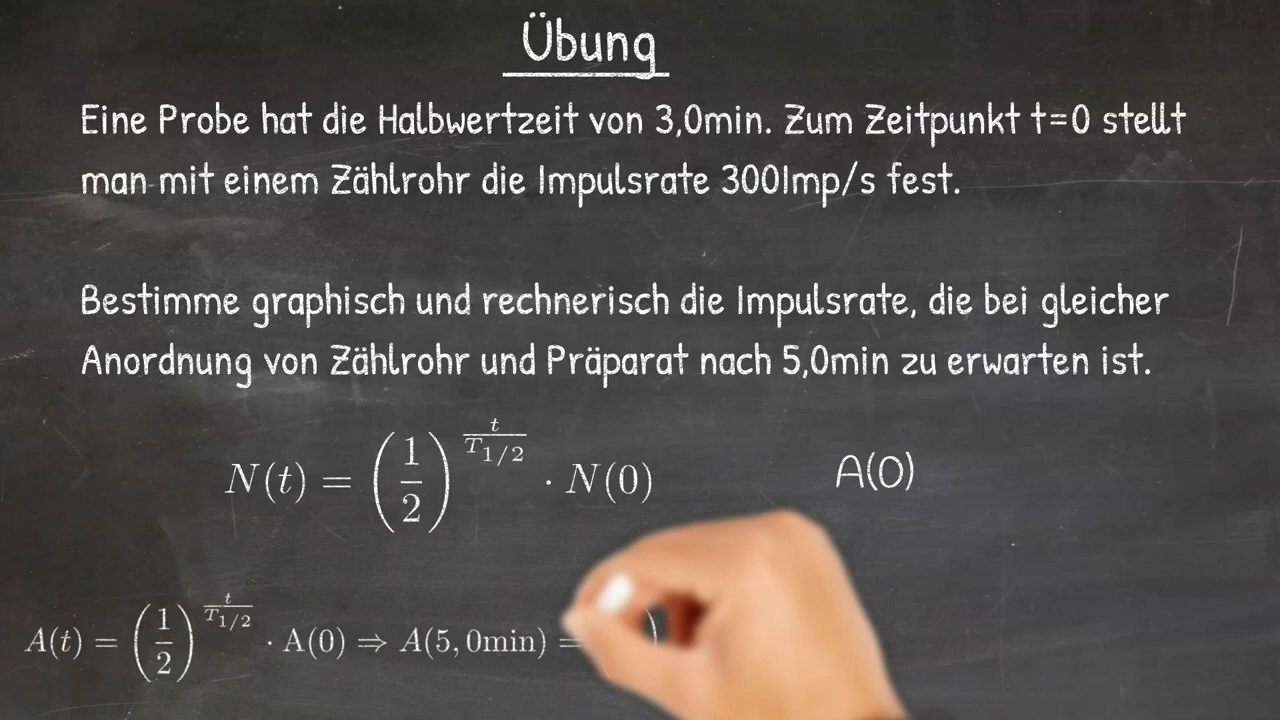 Übung
Eine Probe hat die Halbwertzeit von 3,0min. Zum Zeitpunkt t=0 stellt
man mit einem Zählrohr die Impulsrate 300Imp/s fest.
Bestimme graphisch und rechnerisch die Impulsrate, die bei gleicher
Anordnung von Zählrohr und Präparat nach 5,0min zu erwarten ist.
N(t) = (1/2)^(t/T_1/2) · N(0)
A(0)
A(t) = (1/2)^(t/T_1/2) · A(0) ⇒ A(5,0min) =